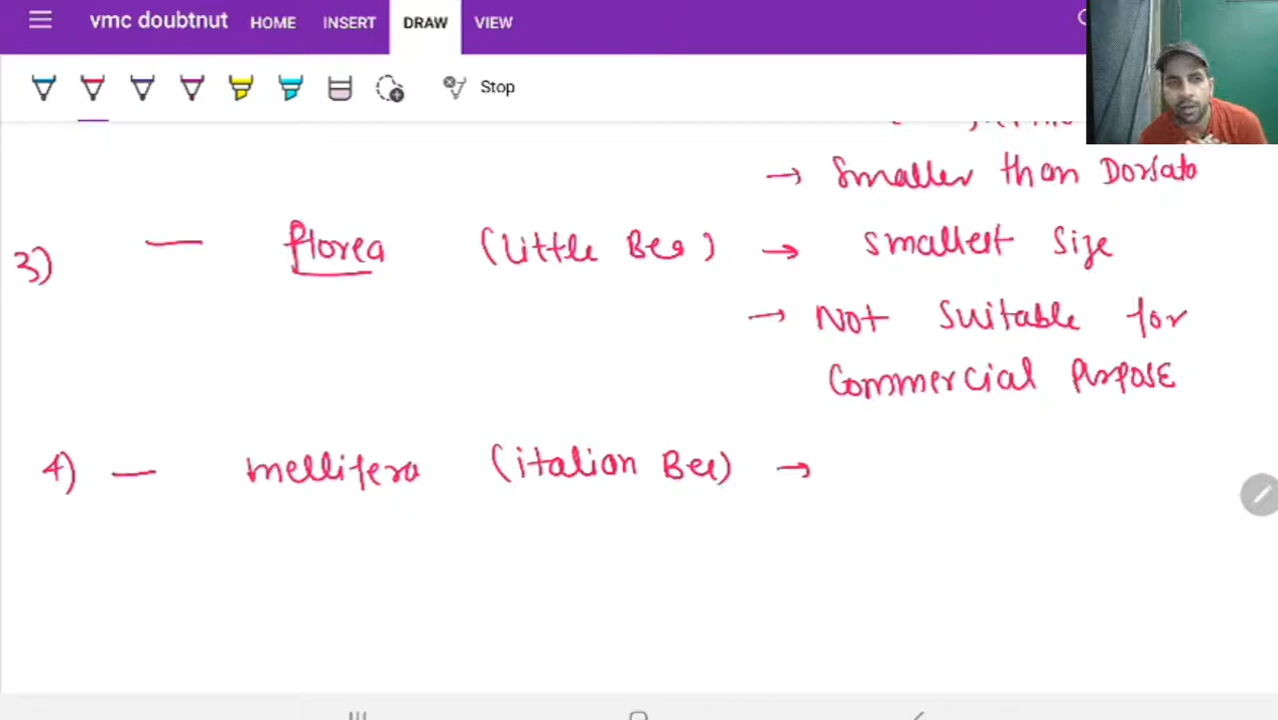 vmc doubtnut HOME INSERT DRAW VIEW
Stop
→ Smaller than Dorsata
3) — florea (Little Bee) → Smallest Size
→ Not Suitable for
Commercial Purpose
4) — mellifera (italian Bee) →